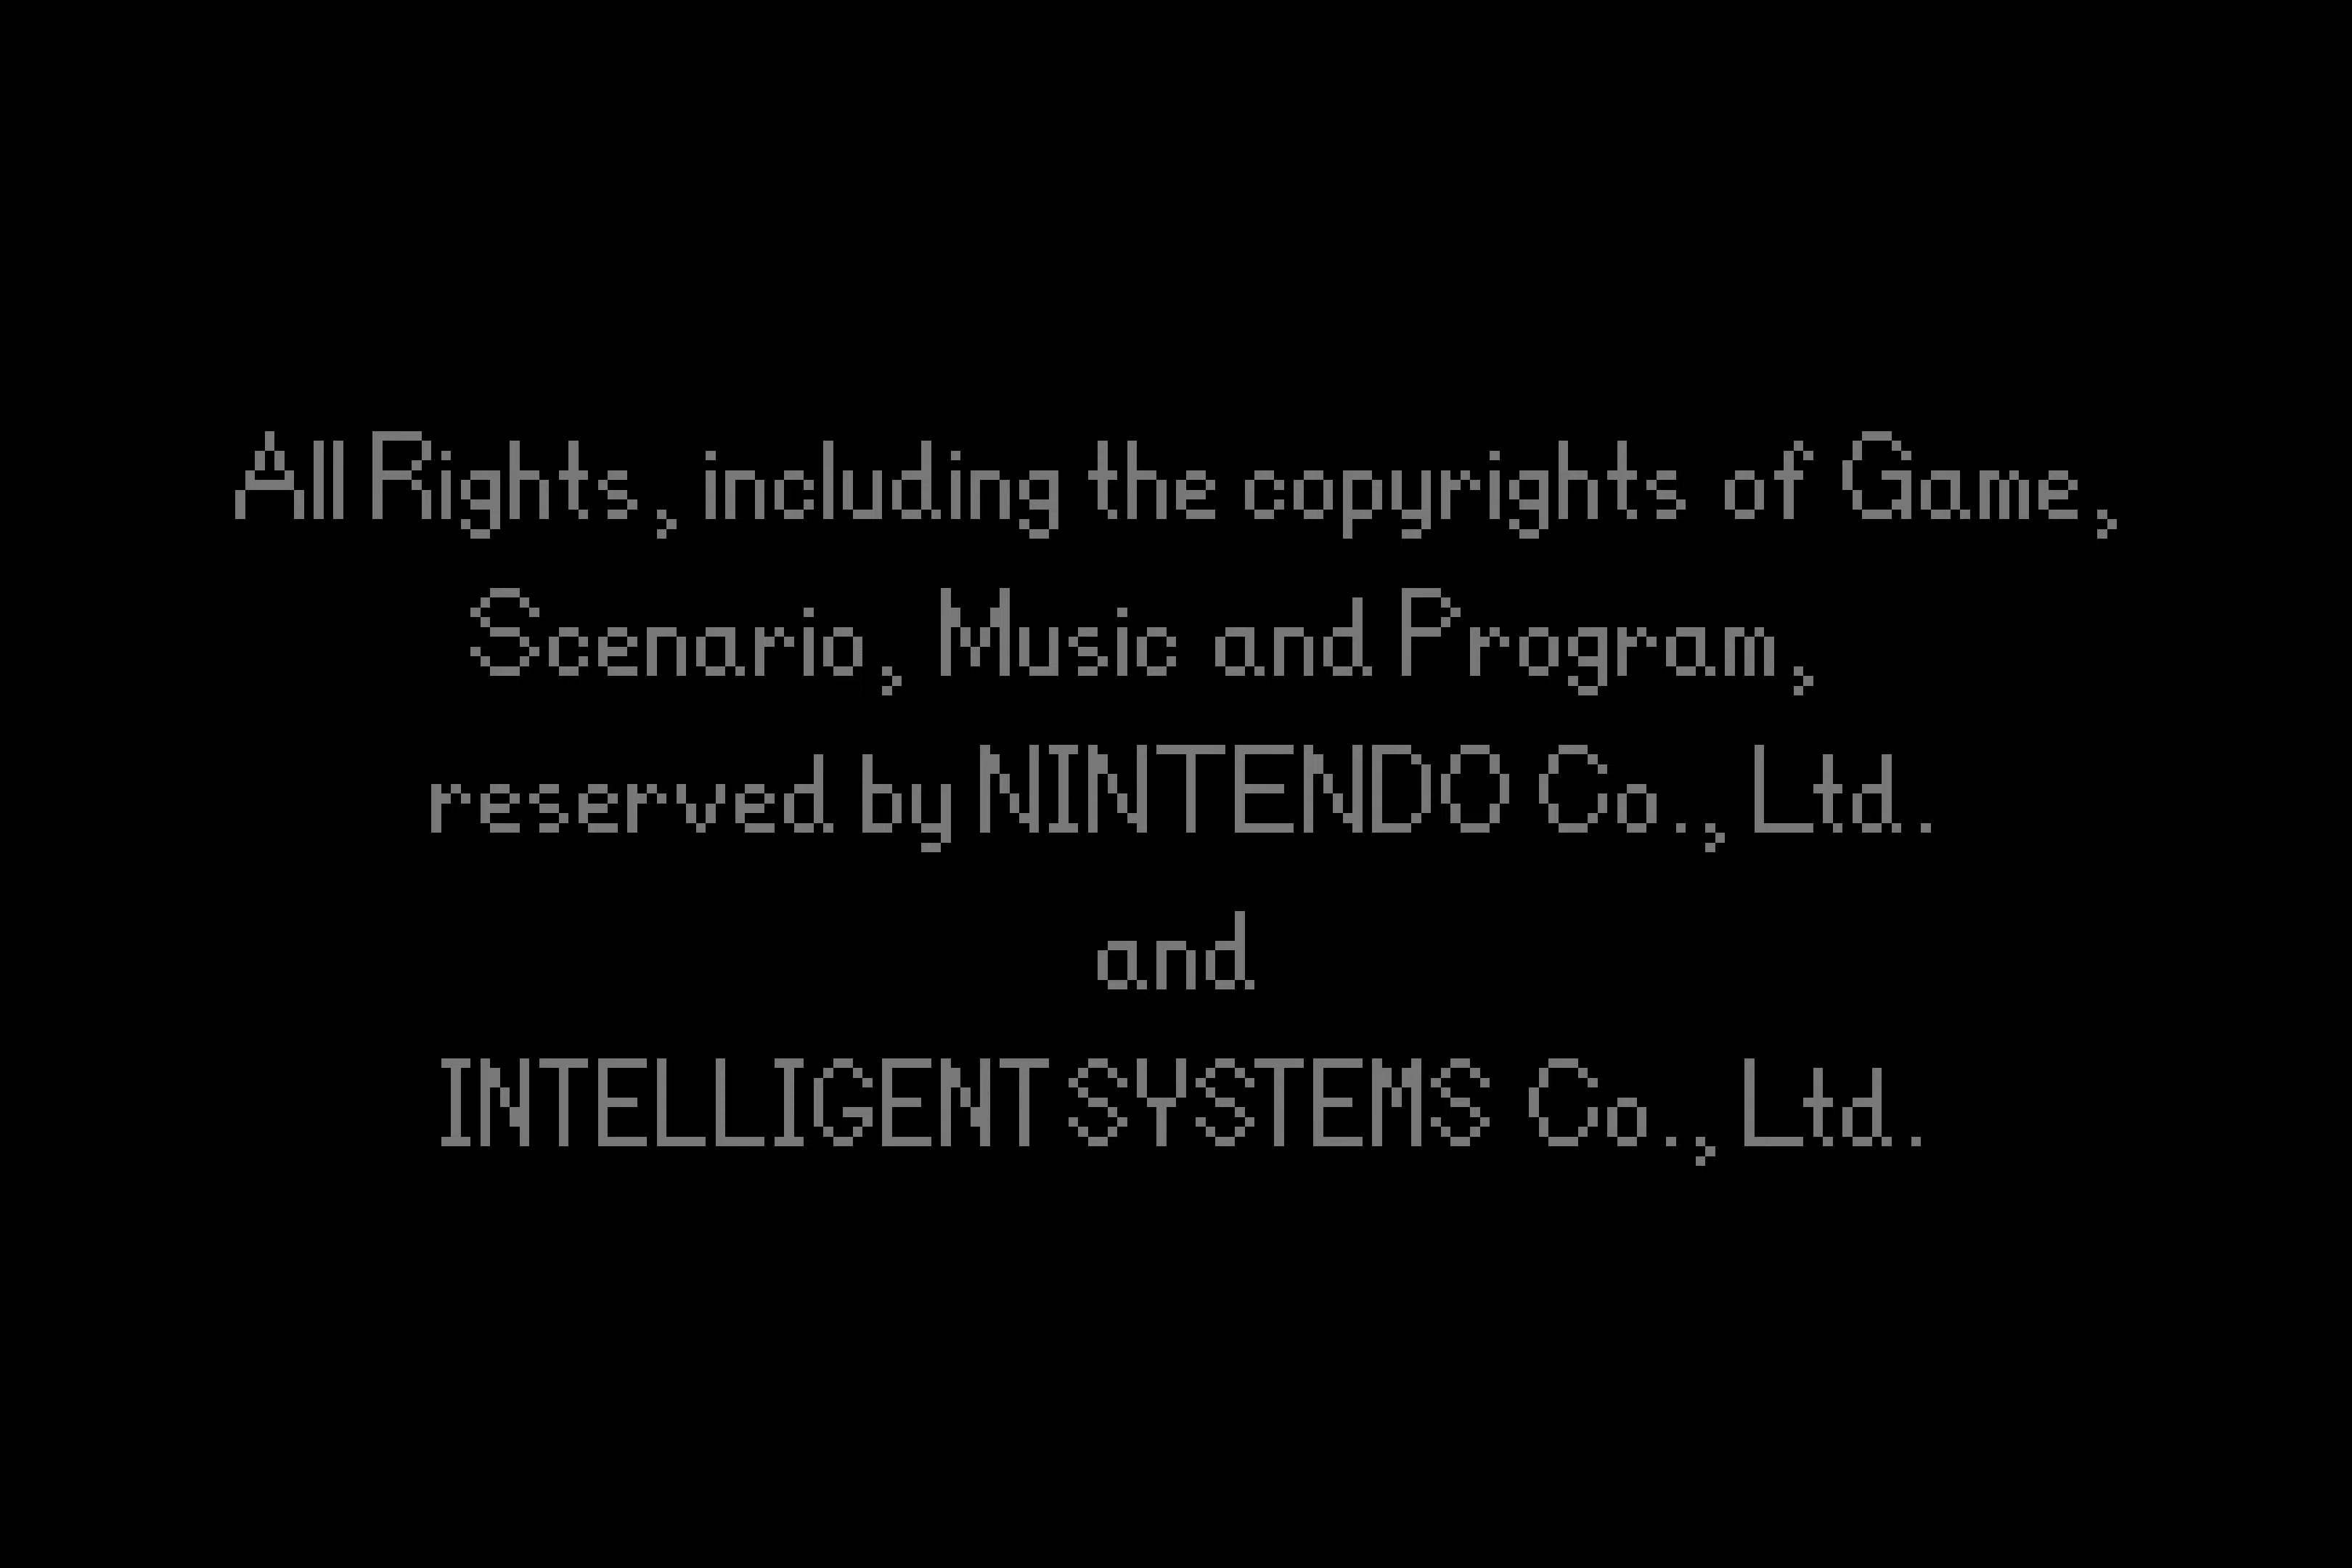 All Rights, including the copyrights of Game,
Scenario, Music and Program,
reserved by NINTENDO Co., Ltd.
and
INTELLIGENT SYSTEMS Co., Ltd.